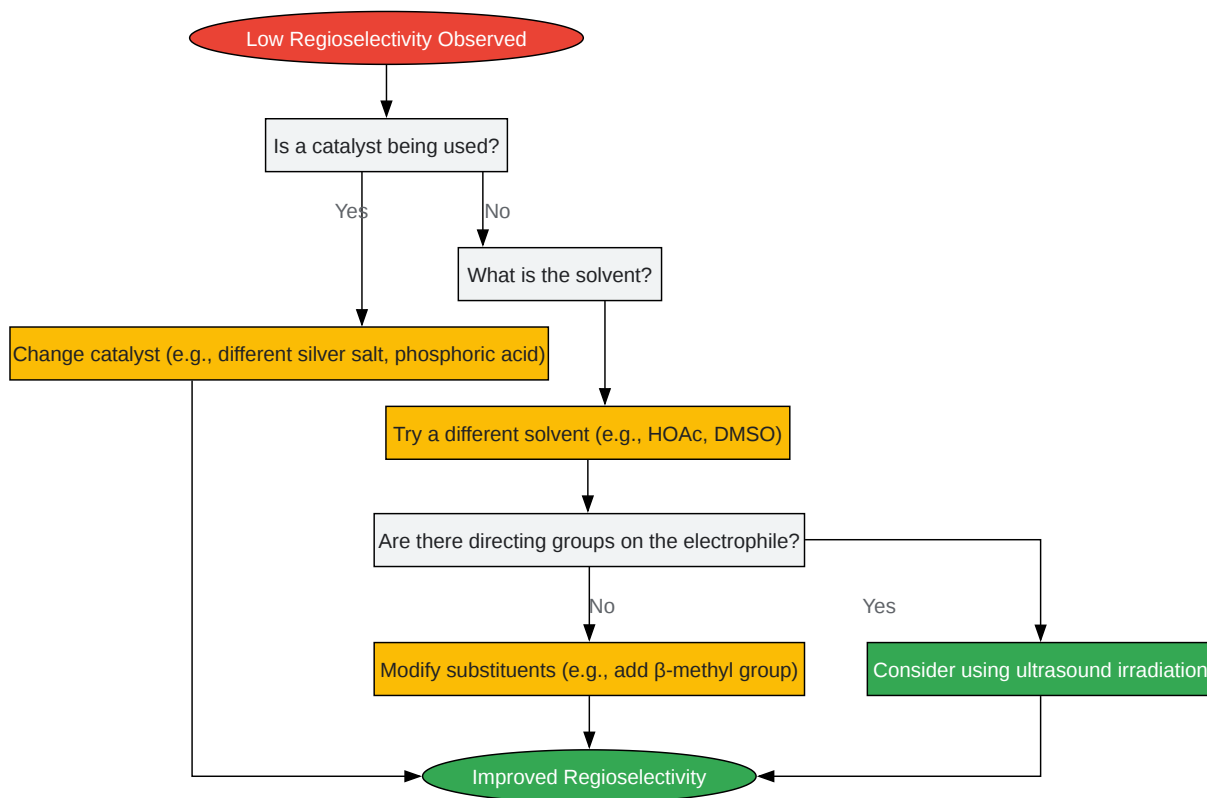 Low Regioselectivity Observed
Is a catalyst being used?
Yes
No
What is the solvent?
Change catalyst (e.g., different silver salt, phosphoric acid)
Try a different solvent (e.g., HOAc, DMSO)
Are there directing groups on the electrophile?
No
Yes
Modify substituents (e.g., add β-methyl group)
Consider using ultrasound irradiation
Improved Regioselectivity